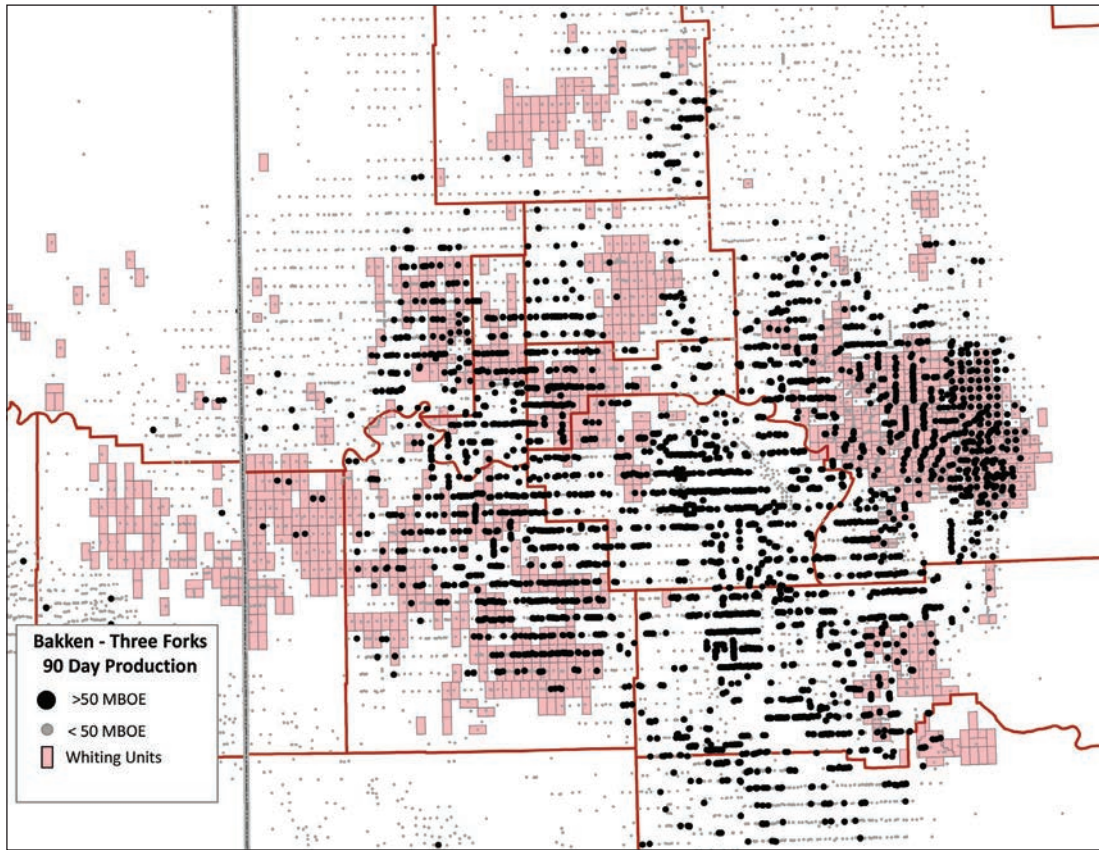 Bakken - Three Forks
90 Day Production
>50 MBOE
< 50 MBOE
Whiting Units